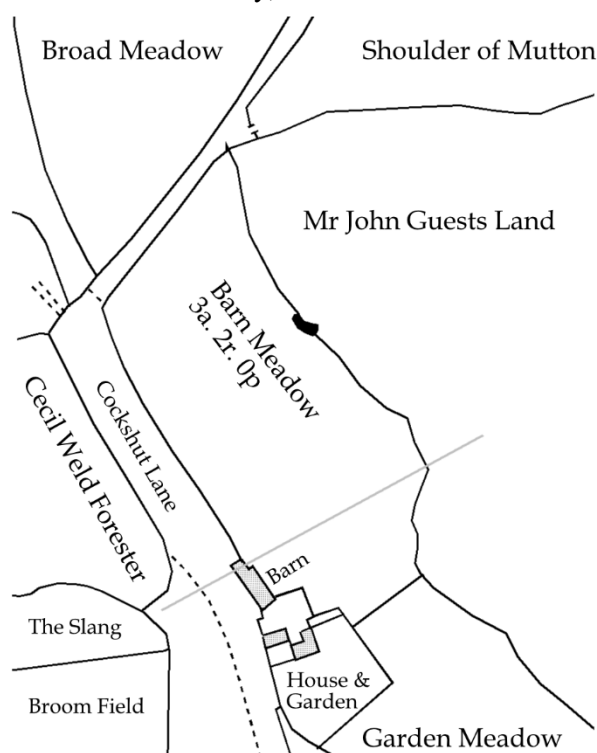 Broad Meadow
Shoulder of Mutton
Mr John Guests Land
Barn Meadow
3a. 2r. 0p
Cockshut Lane
Cecil Weld Forester
Barn
The Slang
House &
Garden
Broom Field
Garden Meadow